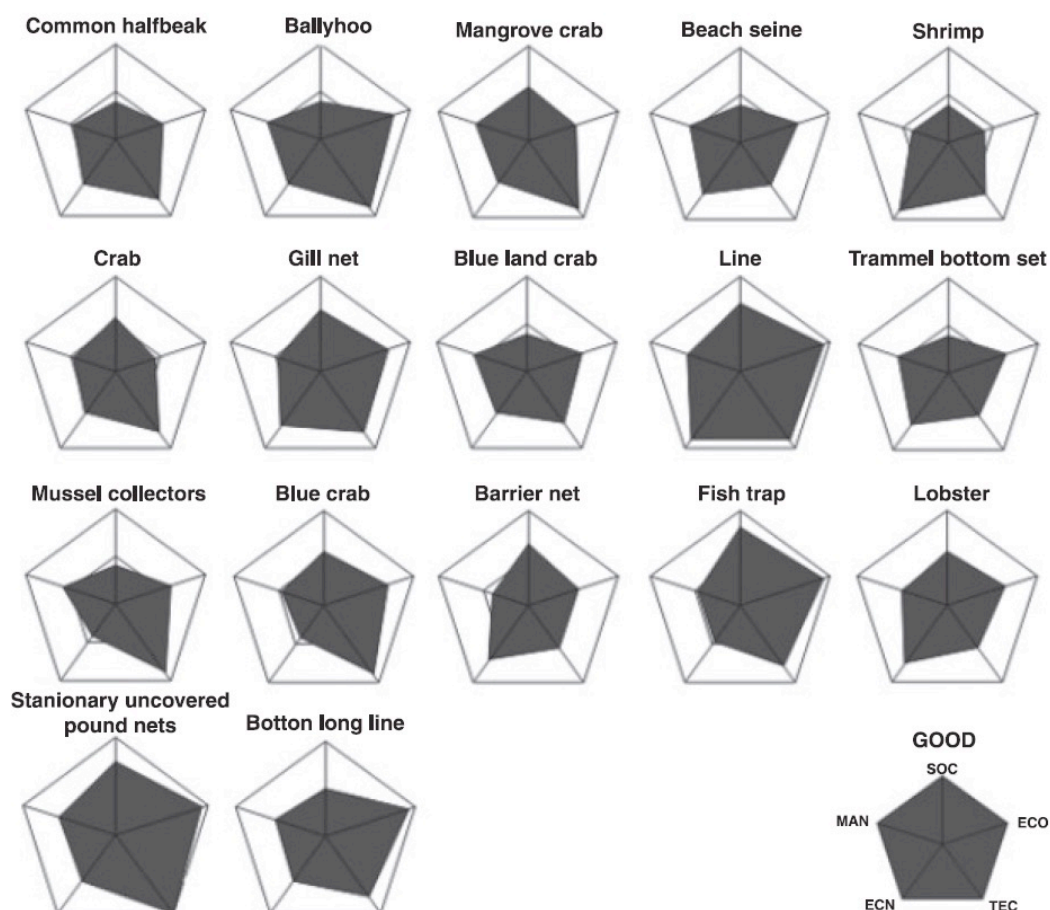 Common halfbeak
Ballyhoo
Mangrove crab
Beach seine
Shrimp
Crab
Gill net
Blue land crab
Line
Trammel bottom set
Mussel collectors
Blue crab
Barrier net
Fish trap
Lobster
Stanionary uncovered
pound nets
Botton long line
GOOD
SOC
MAN
ECO
ECN
TEC